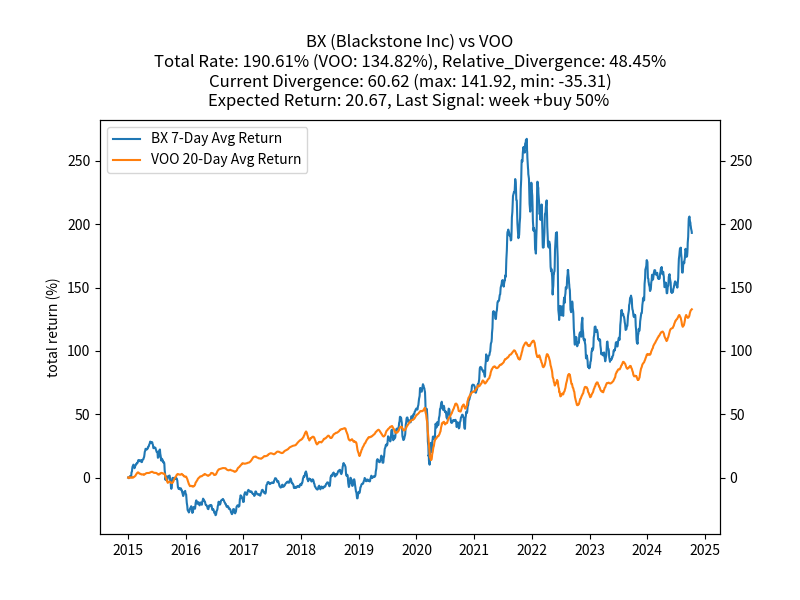 BX (Blackstone Inc) vs VOO
Total Rate: 190.61% (VOO: 134.82%), Relative_Divergence: 48.45%
Current Divergence: 60.62 (max: 141.92, min: -35.31)
Expected Return: 20.67, Last Signal: week +buy 50%
BX 7-Day Avg Return
VOO 20-Day Avg Return
total return (%)
250 250
200 200
150 150
100 100
50 50
0 0
2015 2016 2017 2018 2019 2020 2021 2022 2023 2024 2025